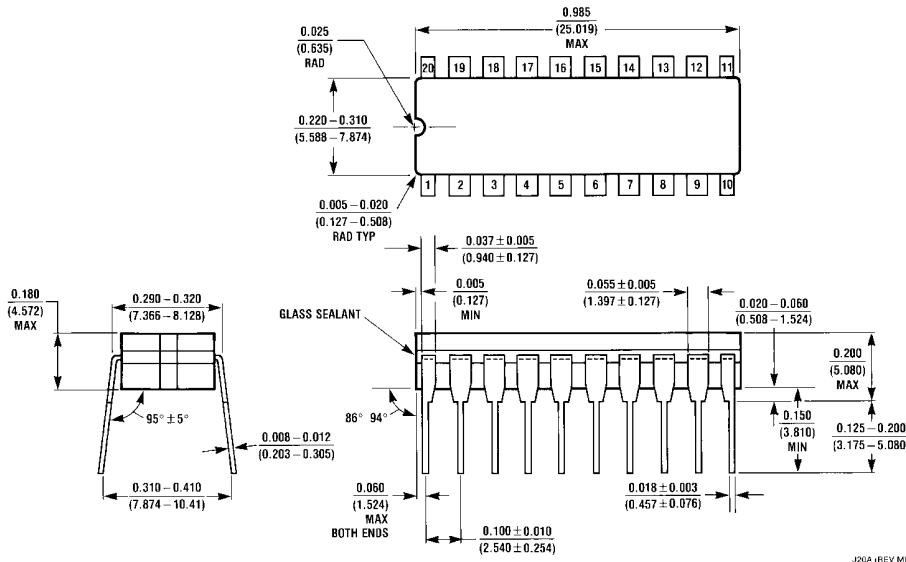 0.985
(25.019)
MAX
0.025
(0.635)
RAD
20 19 18 17 16 15 14 13 12 11
0.220 – 0.310
(5.588 – 7.874)
1 2 3 4 5 6 7 8 9 10
0.005 – 0.020
(0.127 – 0.508)
RAD TYP
0.037 ± 0.005
(0.940 ± 0.127)
0.005
(0.127)
MIN
0.055 ± 0.005
(1.397 ± 0.127)
0.020 – 0.060
(0.508 – 1.524)
0.180
(4.572)
MAX
0.290 – 0.320
(7.366 – 8.128)
GLASS SEALANT
0.200
(5.080)
MAX
95° ± 5°
86° 94°
0.150
(3.810)
MIN
0.125 – 0.200
(3.175 – 5.080
0.008 – 0.012
(0.203 – 0.305)
0.310 – 0.410
(7.874 – 10.41)
0.060
(1.524)
MAX
BOTH ENDS
0.100 ± 0.010
(2.540 ± 0.254)
0.018 ± 0.003
(0.457 ± 0.076)
J20A (REV M)